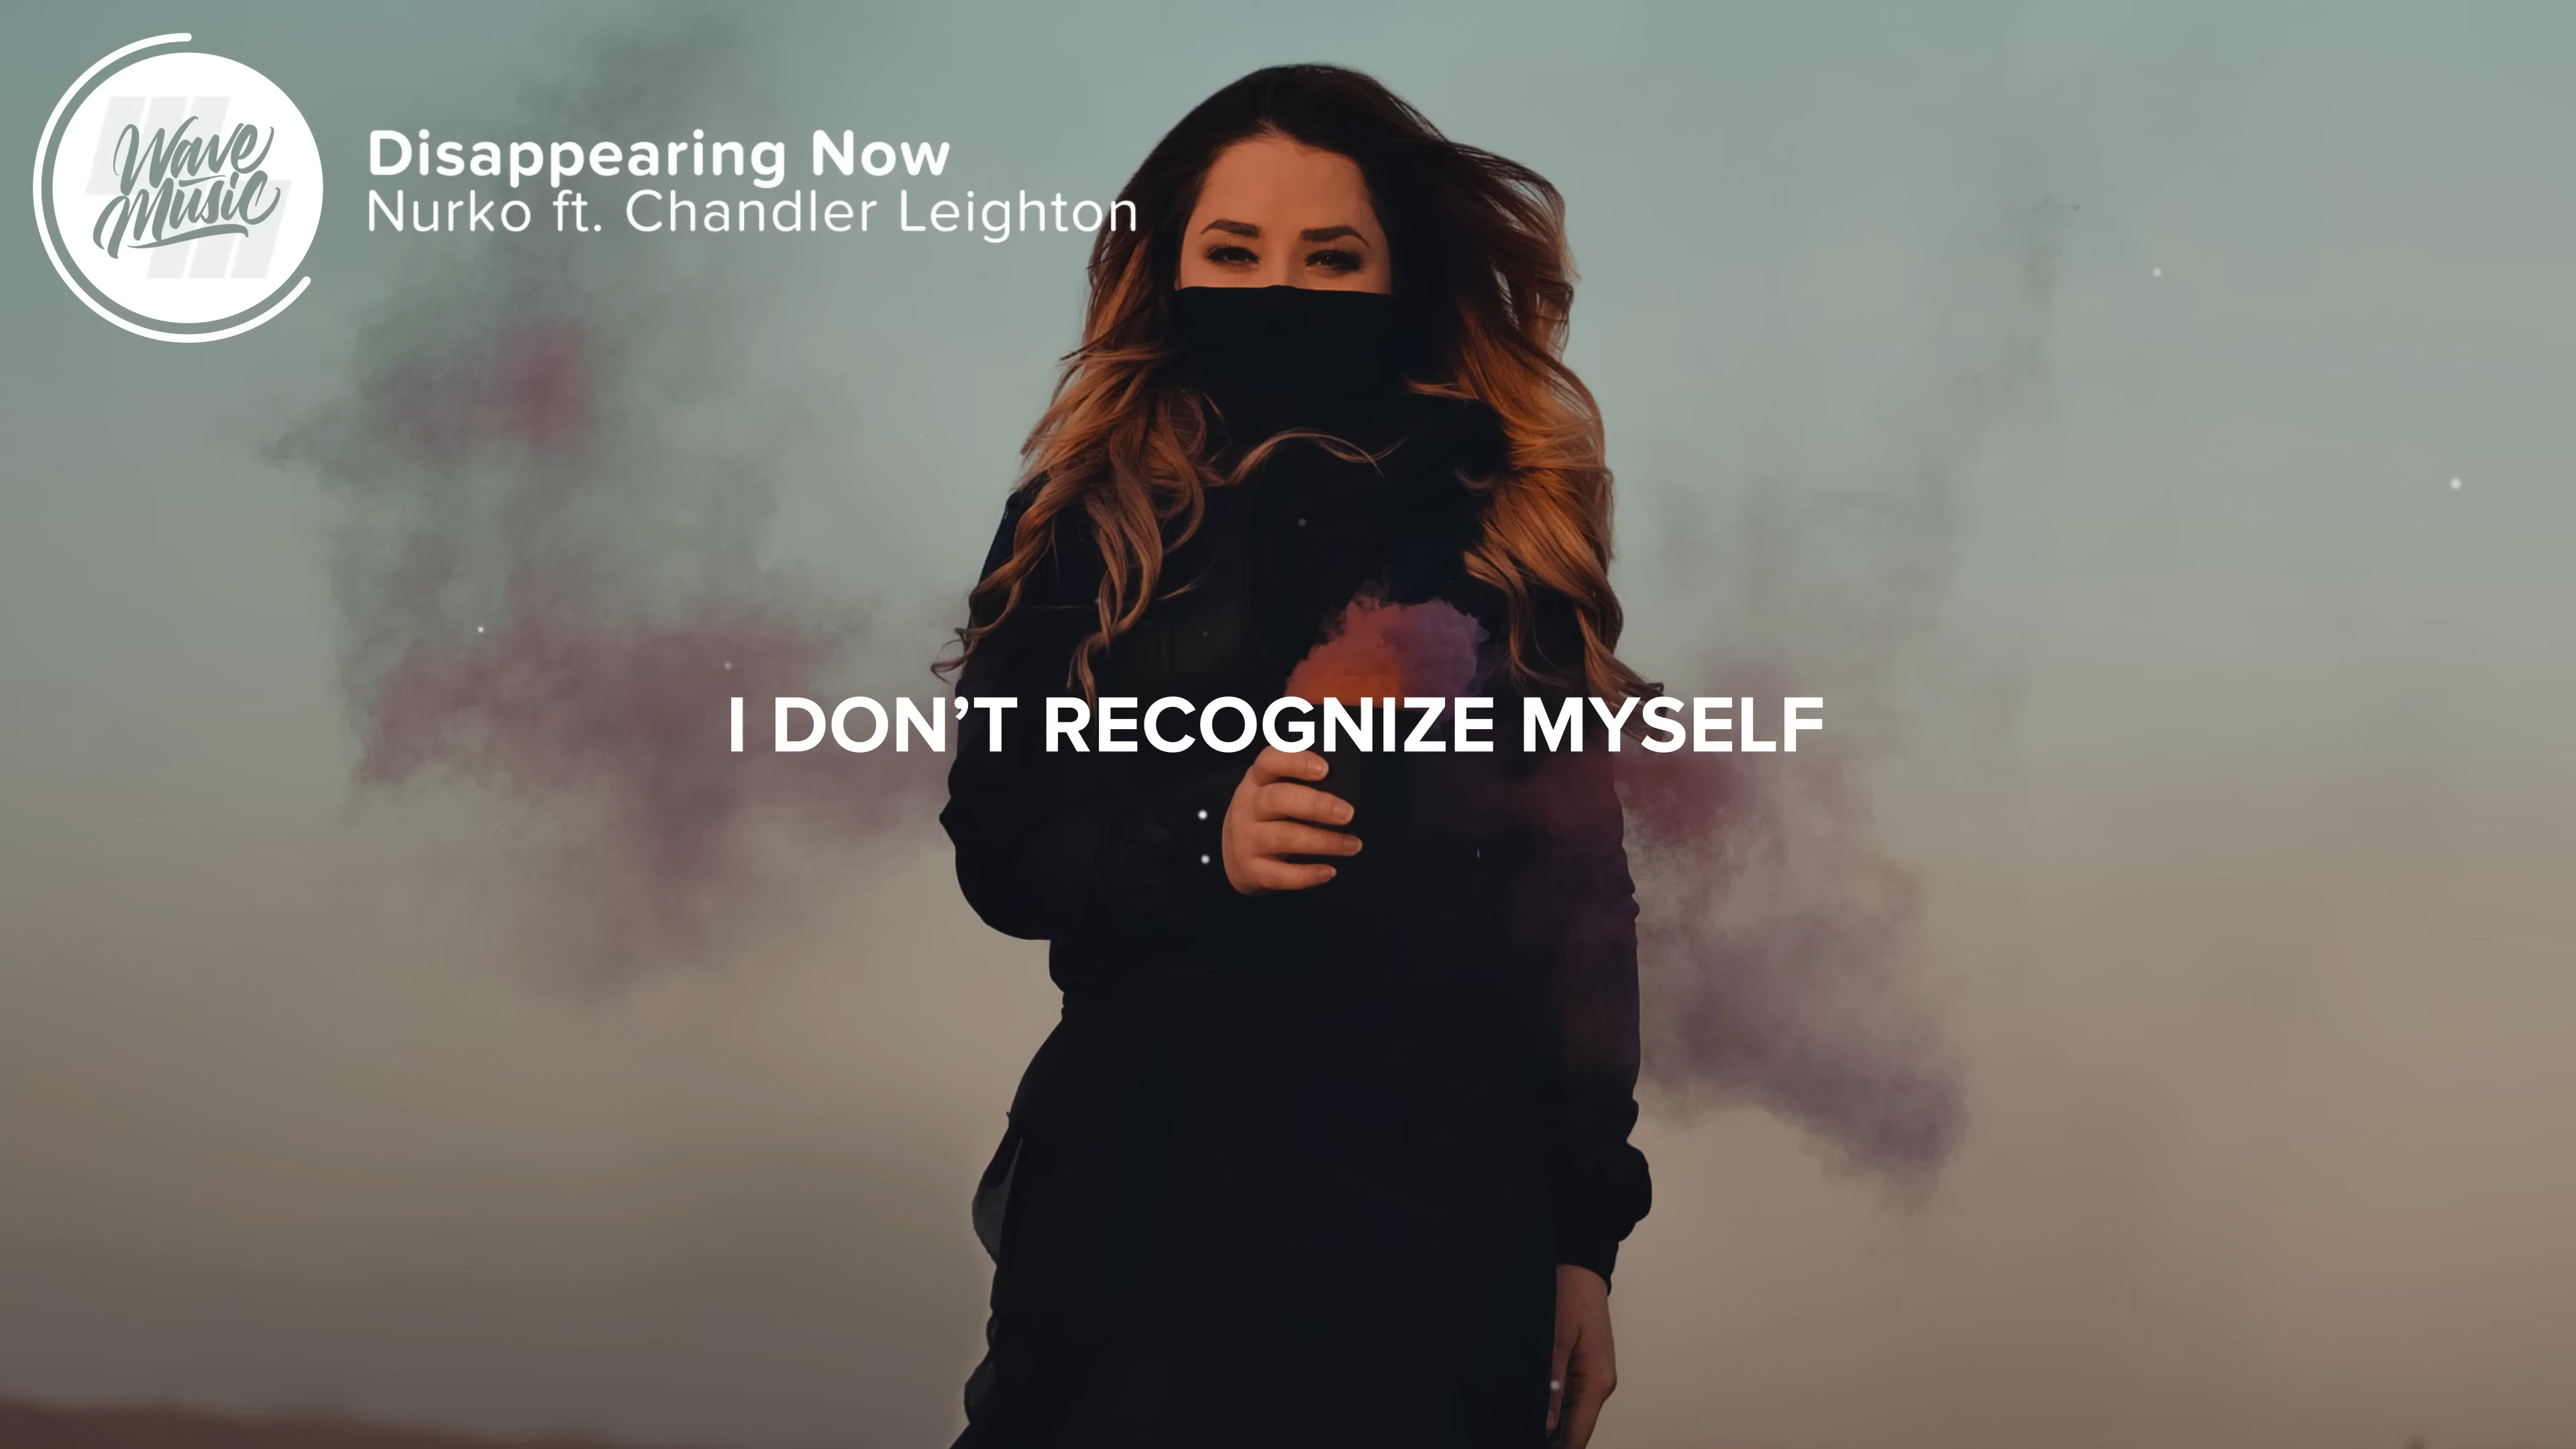 Wave
Music
Disappearing Now
Nurko ft. Chandler Leighton
I DON’T RECOGNIZE MYSELF